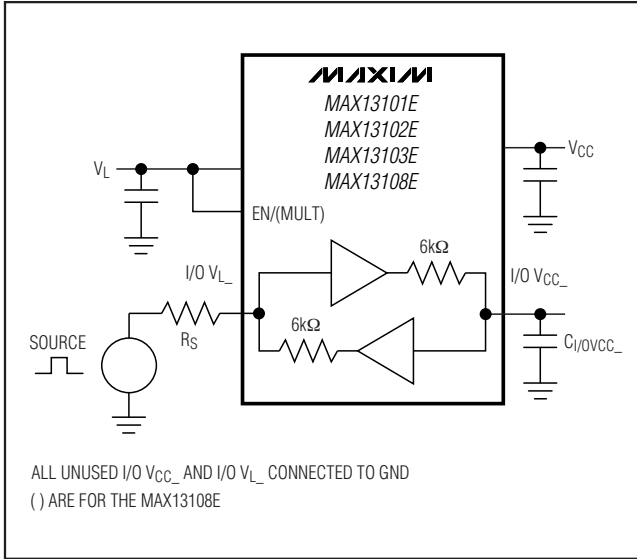 MAXIM
MAX13101E
MAX13102E
MAX13103E
MAX13108E
VL
VCC
EN/(MULT)
6kΩ
I/O VL_
I/O VCC_
6kΩ
RS
SOURCE
CI/OVCC_
ALL UNUSED I/O VCC_ AND I/O VL_ CONNECTED TO GND
( ) ARE FOR THE MAX13108E